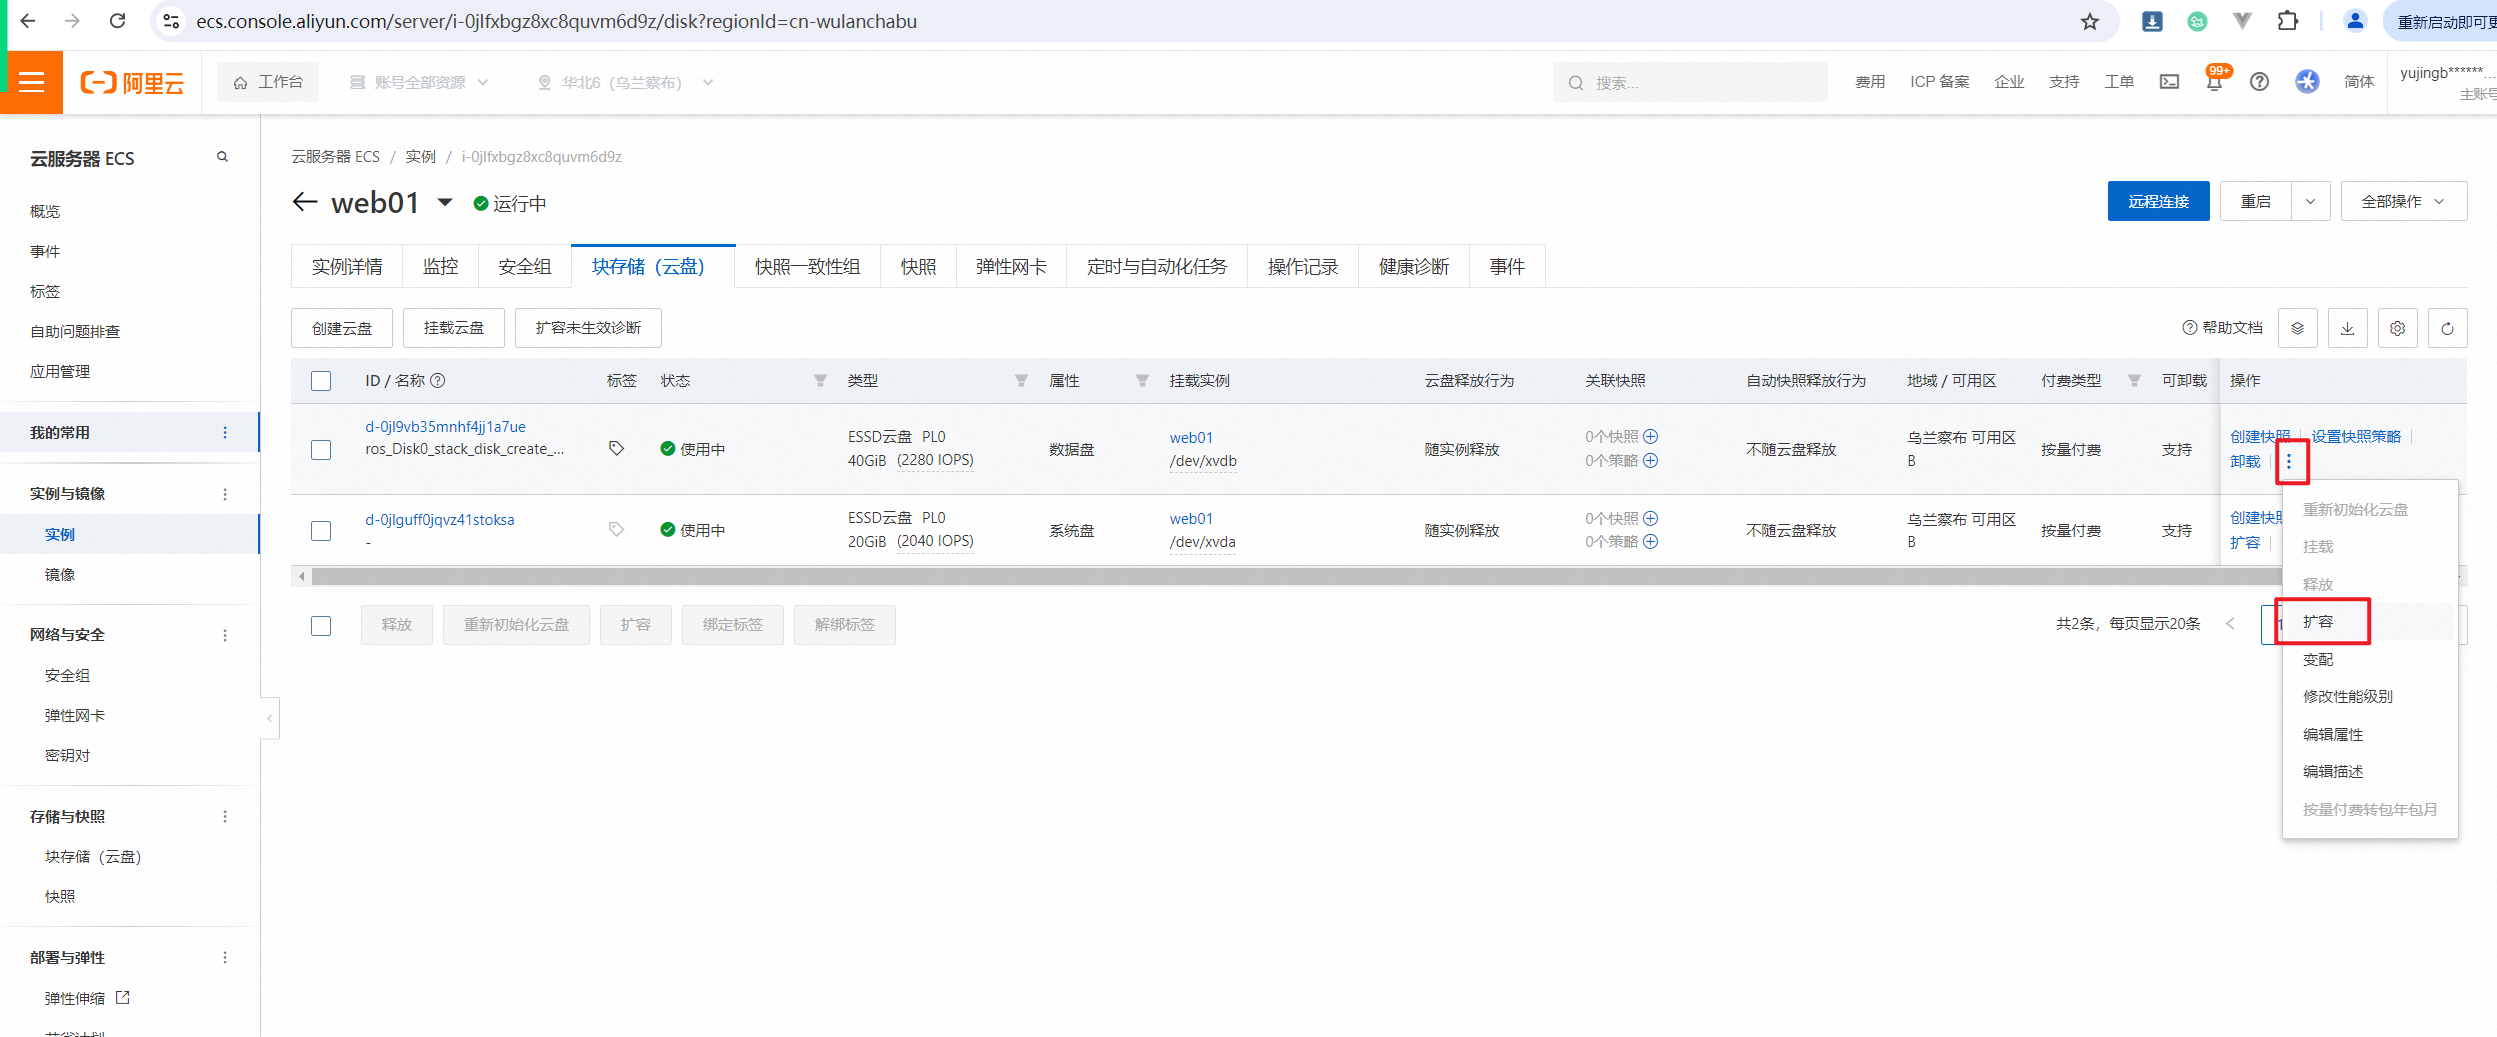 ecs.console.aliyun.com/server/i-0jlfxbgz8xc8quvm6d9z/disk?regionId=cn-wulanchabu
重新启动即可更
阿里云 工作台 账号全部资源 华北6（乌兰察布） 搜索... 费用 ICP 备案 企业 支持 工单 99+ 简体 yujingb******...
主账号
云服务器 ECS
概览
事件
标签
自助问题排查
应用管理
我的常用
实例与镜像
实例
镜像
网络与安全
安全组
弹性网卡
密钥对
存储与快照
块存储（云盘）
快照
部署与弹性
弹性伸缩
云服务器 ECS / 实例 / i-0jlfxbgz8xc8quvm6d9z
web01 运行中 远程连接 重启 全部操作
实例详情 监控 安全组 块存储（云盘） 快照一致性组 快照 弹性网卡 定时与自动化任务 操作记录 健康诊断 事件
创建云盘 挂载云盘 扩容未生效诊断 帮助文档
ID / 名称 标签 状态 类型 属性 挂载实例 云盘释放行为 关联快照 自动快照释放行为 地域 / 可用区 付费类型 可卸载 操作
d-0jl9vb35mnhf4jj1a7ue
ros_Disk0_stack_disk_create_...
使用中
ESSD云盘 PL0
40GiB (2280 IOPS)
数据盘
web01
/dev/xvdb
随实例释放
0个快照
0个策略
不随云盘释放
乌兰察布 可用区
B
按量付费
支持
创建快照 设置快照策略
卸载
d-0jlguff0jqvz41stoksa
-
使用中
ESSD云盘 PL0
20GiB (2040 IOPS)
系统盘
web01
/dev/xvda
随实例释放
0个快照
0个策略
不随云盘释放
乌兰察布 可用区
B
按量付费
支持
创建快照
扩容
重新初始化云盘
挂载
释放
扩容
变配
修改性能级别
编辑属性
编辑描述
按量付费转包年包月
释放 重新初始化云盘 扩容 绑定标签 解绑标签 共2条，每页显示20条 1